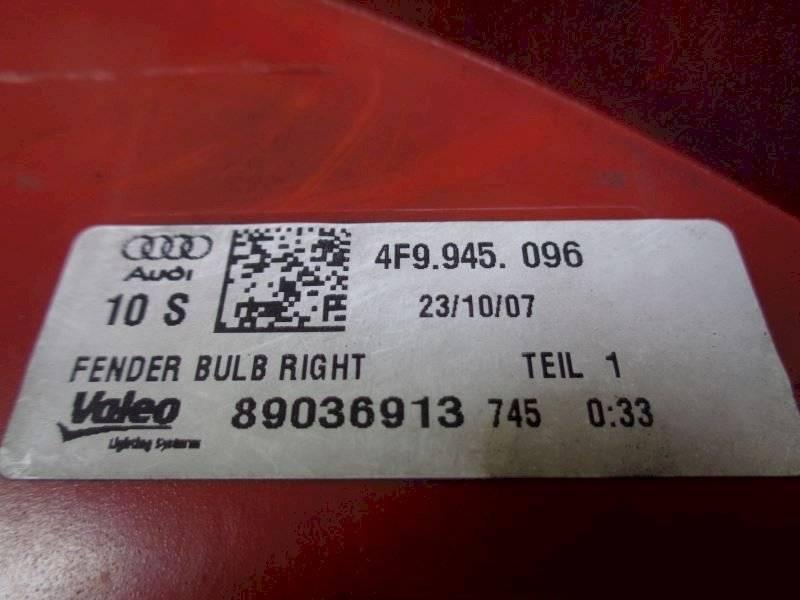 Audi
10 S
4F9.945. 096
23/10/07
FENDER BULB RIGHT TEIL 1
Valeo 89036913 745 0:33
Lighting Systems